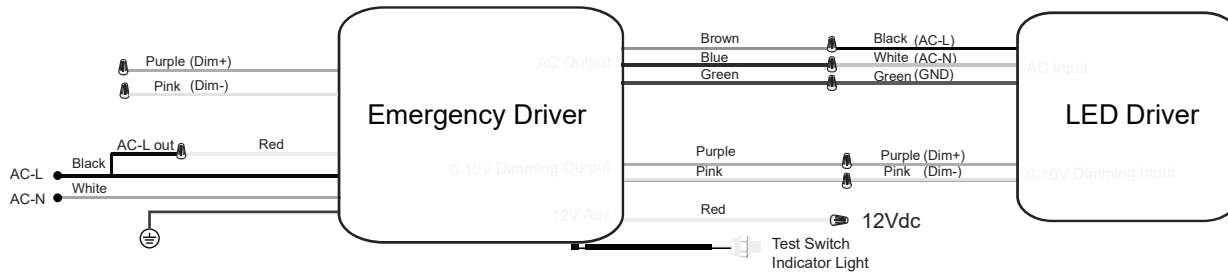 Purple (Dim+)
Pink (Dim-)
AC-L out
Red
Black
AC-L
White
AC-N
Emergency Driver
AC Output
0-10V Dimming Output
12V Aux
Brown
Blue
Green
Black (AC-L)
White (AC-N)
Green (GND)
Purple
Pink
Purple (Dim+)
Pink (Dim-)
Red
12Vdc
Test Switch
Indicator Light
AC Input
LED Driver
0-10V Dimming Input